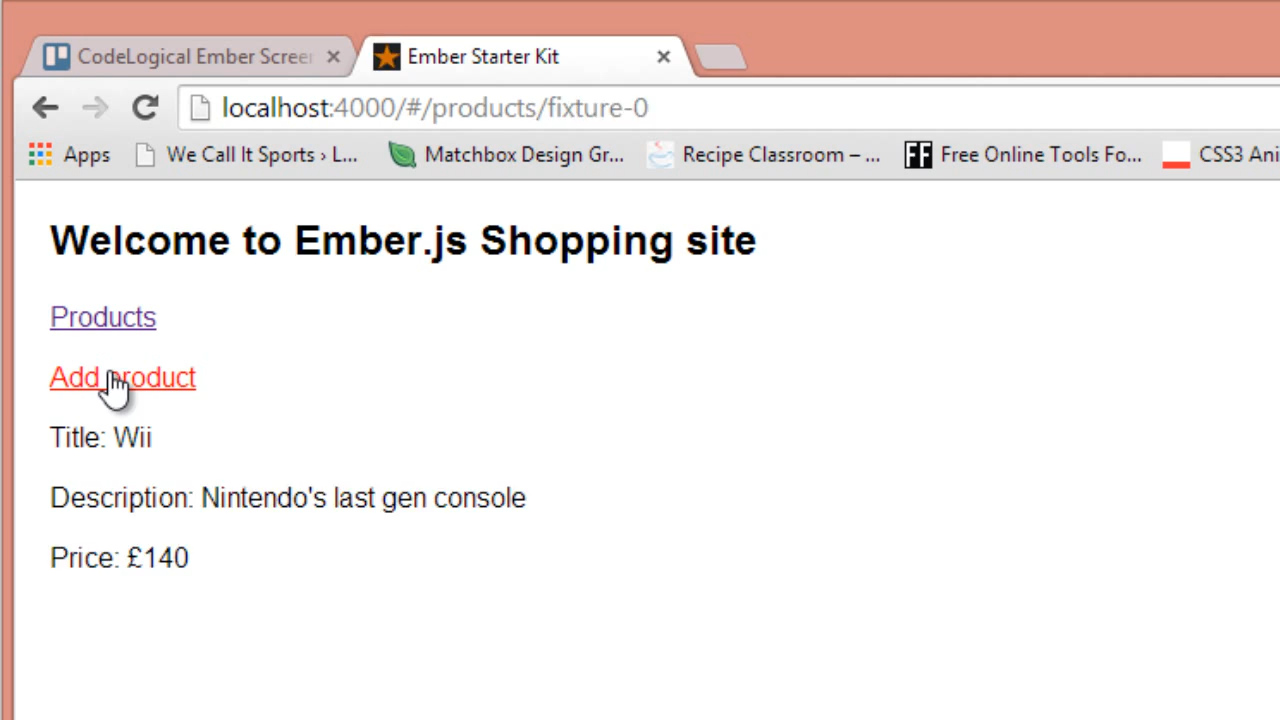 CodeLogical Ember Screer
Ember Starter Kit
localhost:4000/#/products/fixture-0
Apps
We Call It Sports › L...
Matchbox Design Gr...
Recipe Classroom – ...
FF
Free Online Tools Fo...
CSS3 Ani
Welcome to Ember.js Shopping site
Products
Add product
Title: Wii
Description: Nintendo's last gen console
Price: £140